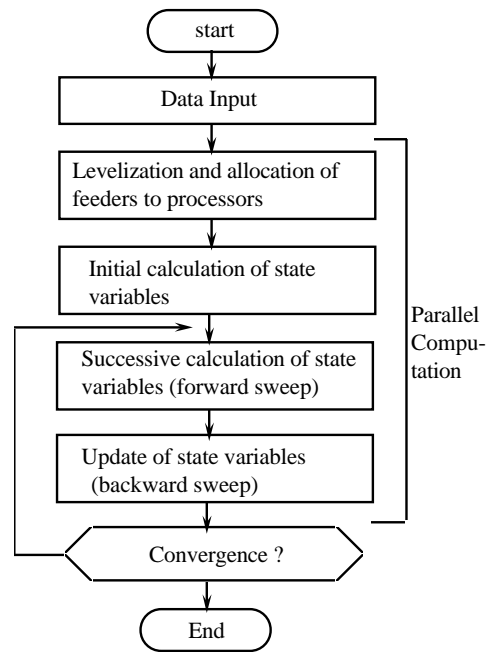 start
Data Input
Levelization and allocation of
feeders to processors
Initial calculation of state
variables
Parallel
Compu-
tation
Successive calculation of state
variables (forward sweep)
Update of state variables
(backward sweep)
Convergence ?
End